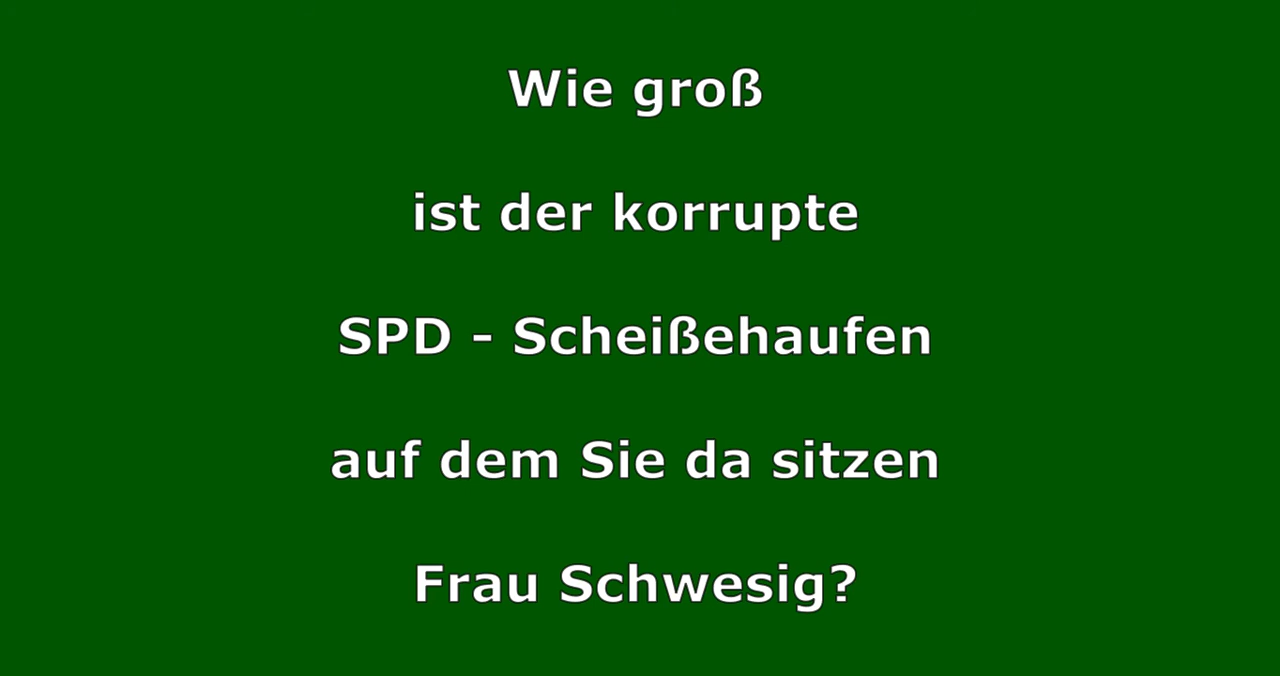 Wie groß
ist der korrupte
SPD - Scheißehaufen
auf dem Sie da sitzen
Frau Schwesig?